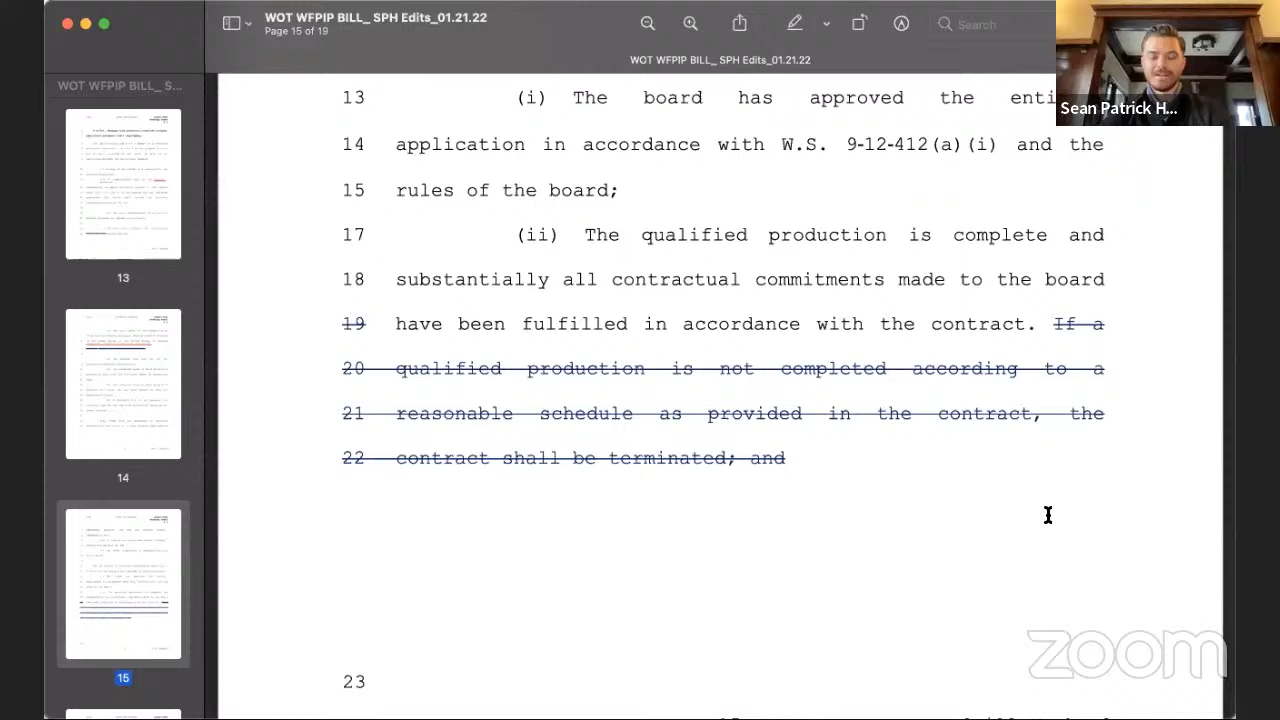 WOT WFPIP BILL_ SPH Edits_01.21.22
Page 15 of 19
Search
WOT WFPIP BILL_ S...
WOT WFPIP BILL_ SPH Edits_01.21.22
Sean Patrick H...
13 (i) The board has approved the enti
14 application in accordance with W.S. 9-12-412(a)(i) and the
15 rules of the board;
17 (ii) The qualified production is complete and
18 substantially all contractual commitments made to the board
19 have been fulfilled in accordance with the contract. If a
20 qualified production is not completed according to a
21 reasonable schedule as provided in the contract, the
22 contract shall be terminated; and
23
13
14
15
zoom